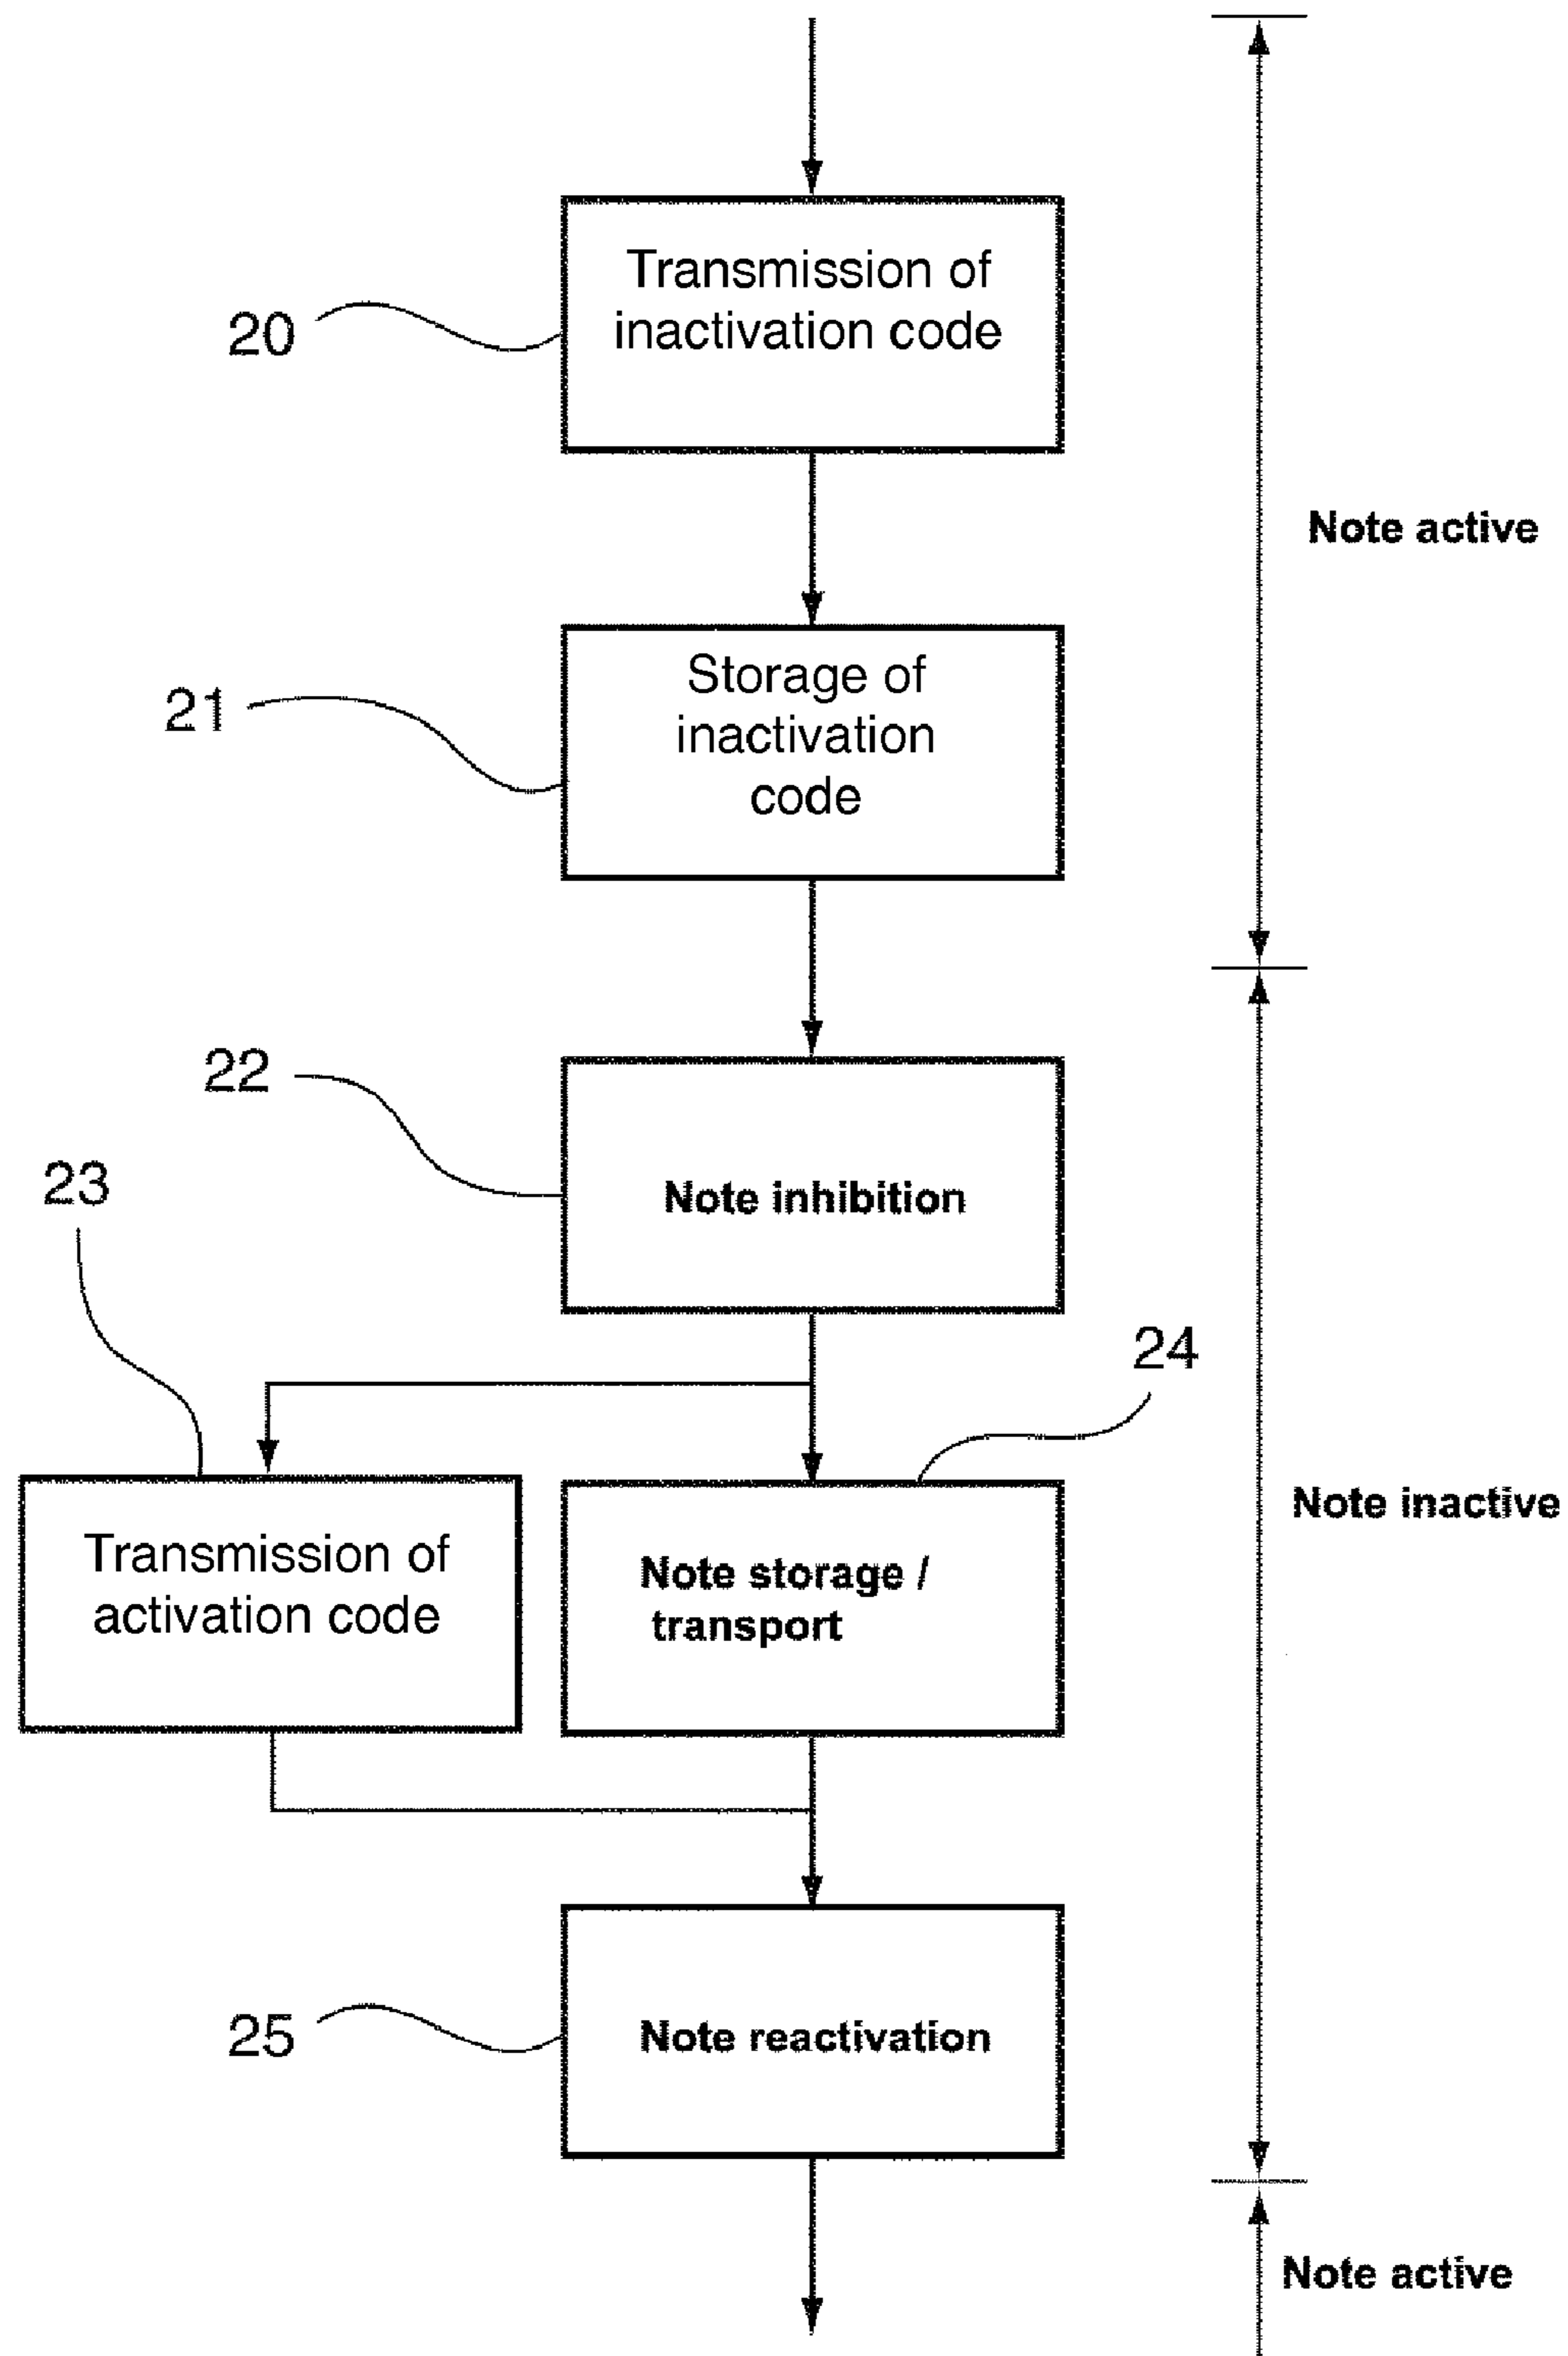 Transmission of
inactivation code
20
Note active
Storage of
inactivation
code
21
22
Note inhibition
23
24
Note inactive
Transmission of
activation code
Note storage /
transport
25
Note reactivation
Note active